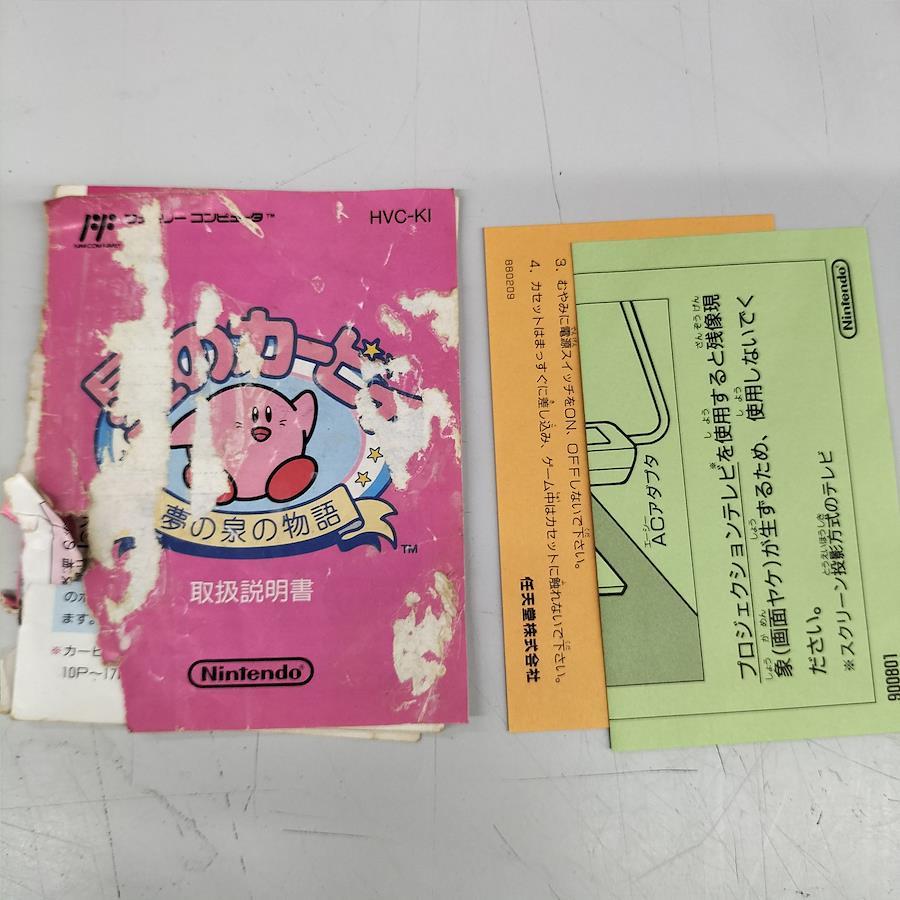 ファミリー コンピュータ™
HVC-KI
星のカービィ
夢の泉の物語
™
取扱説明書
Nintendo
ます。
※カービ
10P～17
3. むやみに電源スイッチをON、OFFしないで下さい。
4. カセットはまっすぐに差し込み、ゲーム中はカセットに触れないで下さい。
任天堂株式会社
880209
Nintendo
ACアダプタ
プロジェクションテレビ※を使用すると残像現
象(画面ヤケ)が生ずるため、使用しないでく
ださい。
※スクリーン投影方式のテレビ
900801